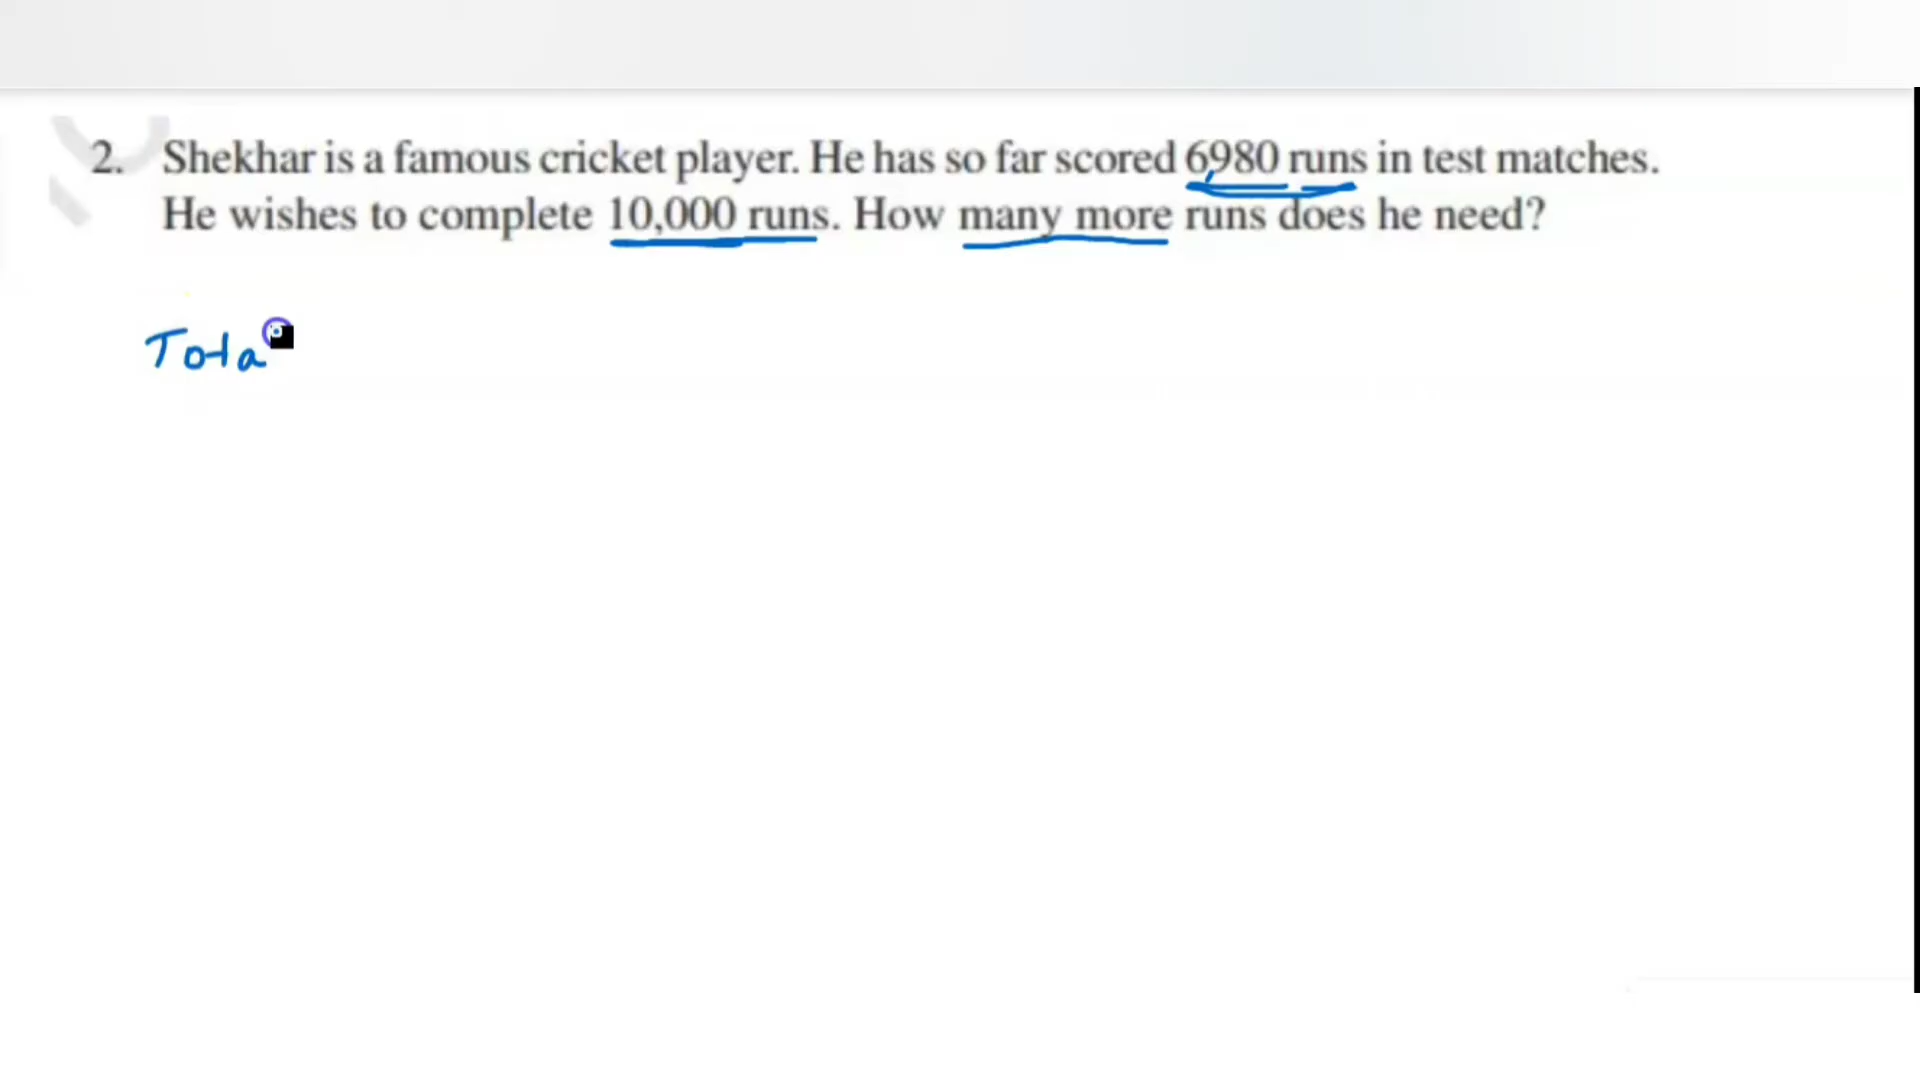 2. Shekhar is a famous cricket player. He has so far scored 6980 runs in test matches.
He wishes to complete 10,000 runs. How many more runs does he need?
Tota